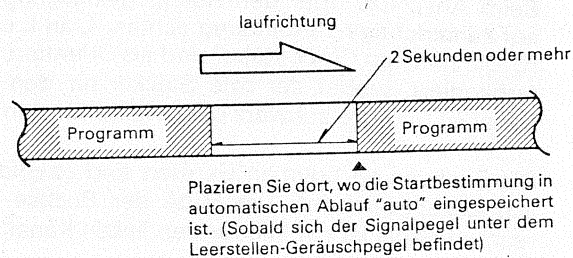 laufrichtung
2 Sekunden oder mehr
Programm
Programm
Plazieren Sie dort, wo die Startbestimmung in
automatischen Ablauf "auto" eingespeichert
ist. (Sobald sich der Signalpegel unter dem
Leerstellen-Geräuschpegel befindet)